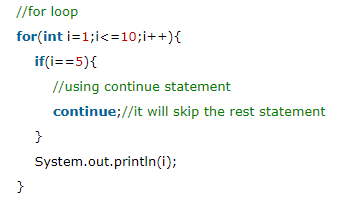 //for loop
for(int i=1;i<=10;i++){
if(i==5){
//using continue statement
continue;//it will skip the rest statement
}
System.out.println(i);
}